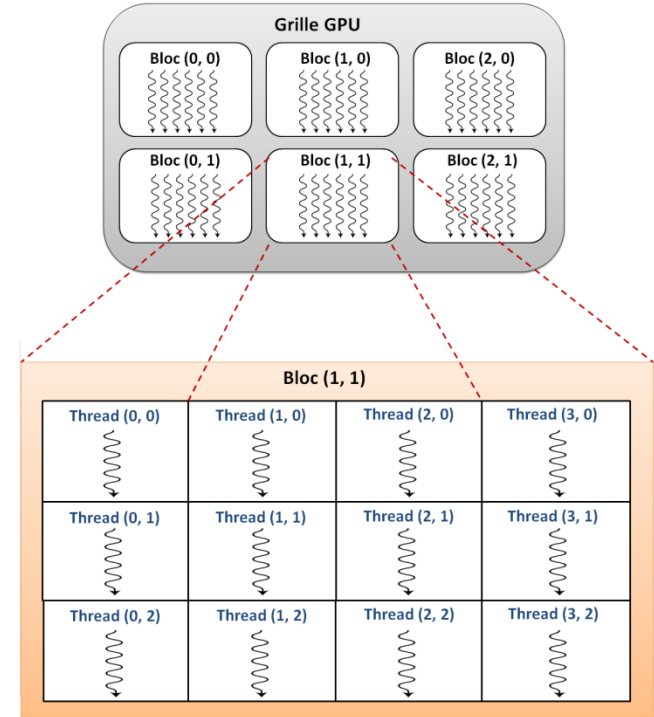 Grille GPU
Bloc (0, 0) Bloc (1, 0) Bloc (2, 0)
Bloc (0, 1) Bloc (1, 1) Bloc (2, 1)
Bloc (1, 1)
Thread (0, 0) Thread (1, 0) Thread (2, 0) Thread (3, 0)
Thread (0, 1) Thread (1, 1) Thread (2, 1) Thread (3, 1)
Thread (0, 2) Thread (1, 2) Thread (2, 2) Thread (3, 2)